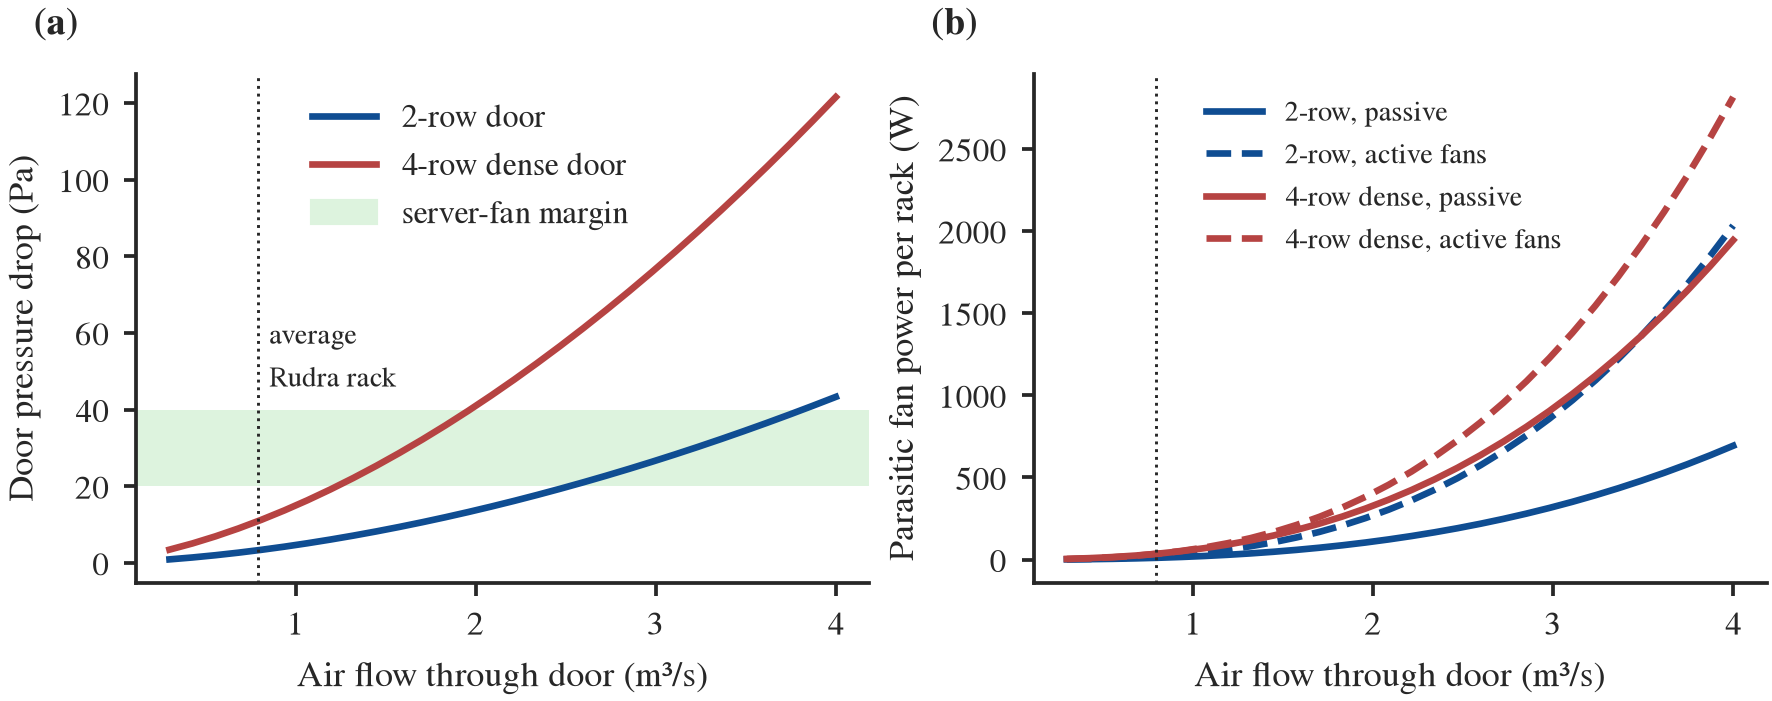 (a)
Door pressure drop (Pa)
120
100
80
60
40
20
0
2-row door
4-row dense door
server-fan margin
average
Rudra rack
1
2
3
4
Air flow through door (m³/s)
(b)
Parasitic fan power per rack (W)
2500
2000
1500
1000
500
0
2-row, passive
2-row, active fans
4-row dense, passive
4-row dense, active fans
1
2
3
4
Air flow through door (m³/s)